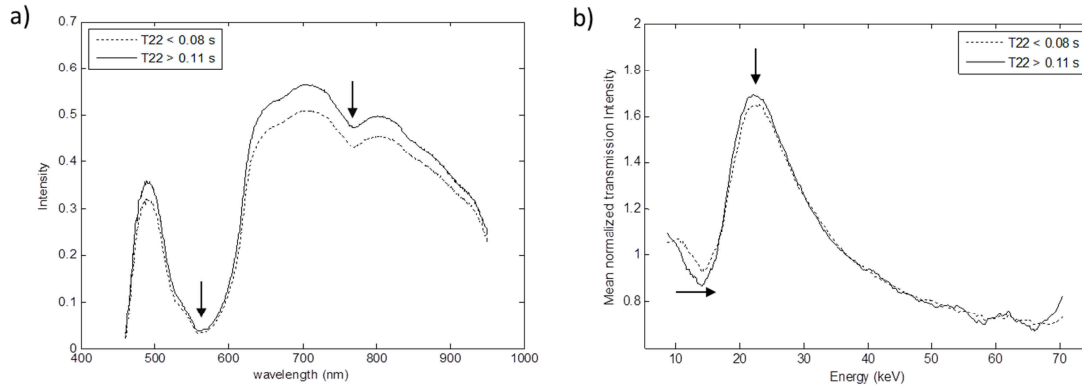 a)
0.7
0.6
0.5
0.4
0.3
0.2
0.1
0
Intensity
T22 < 0.08 s
T22 > 0.11 s
400 500 600 700 800 900 1000
wavelength (nm)
b)
2
1.8
1.6
1.4
1.2
1
0.8
Mean normalized transmission Intensity
T22 < 0.08 s
T22 > 0.11 s
10 20 30 40 50 60 70
Energy (keV)